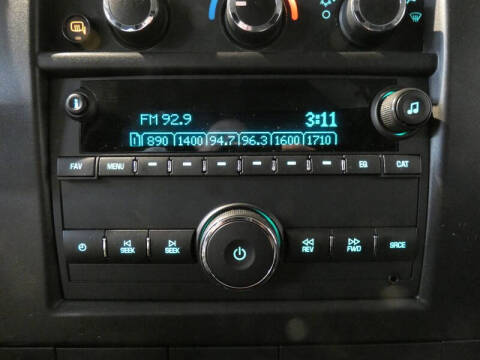 FM 92.9 3:11
1 890 1400 94.7 96.3 1600 1710
FAV MENU EQ CAT
SEEK SEEK REV FWD SRCE